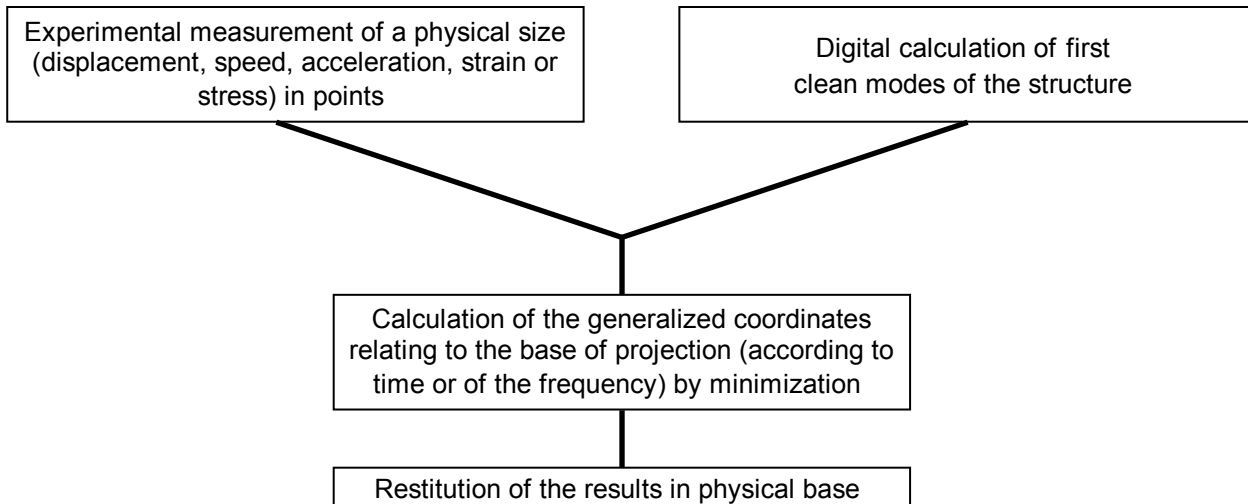 Experimental measurement of a physical size
(displacement, speed, acceleration, strain or
stress) in points
Digital calculation of first
clean modes of the structure
Calculation of the generalized coordinates
relating to the base of projection (according to
time or of the frequency) by minimization
Restitution of the results in physical base